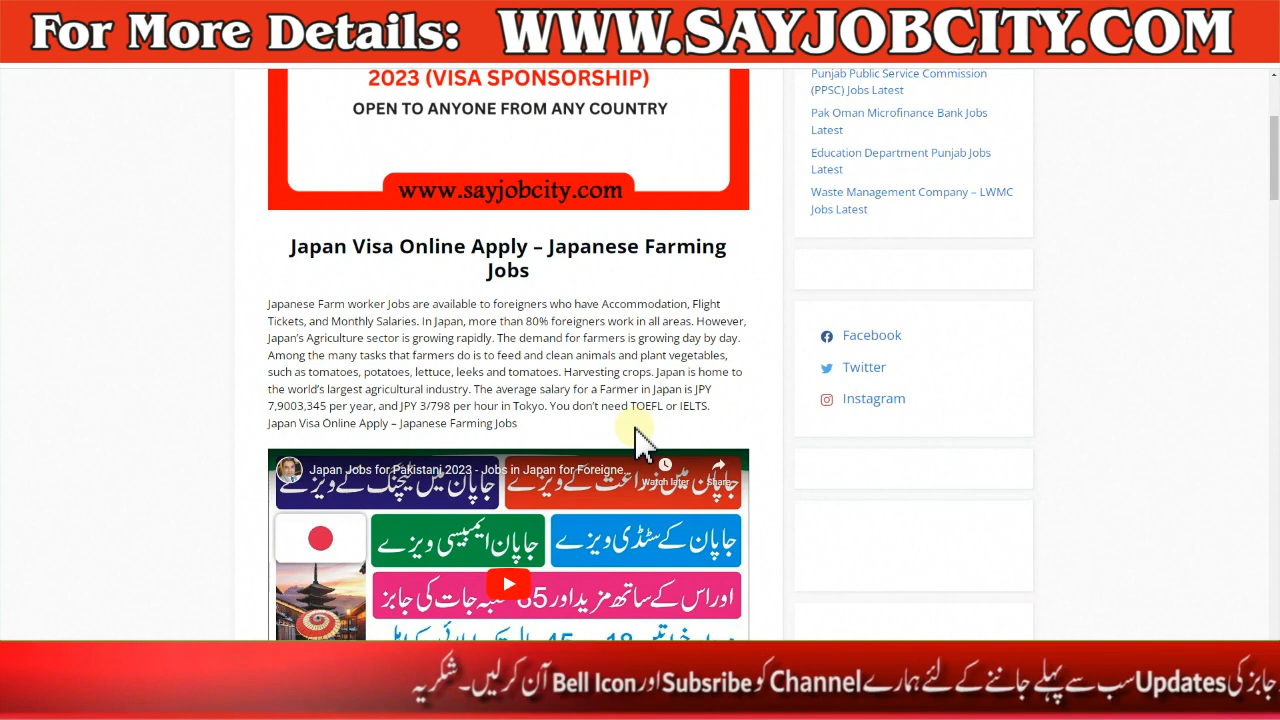 For More Details: WWW.SAYJOBCITY.COM
2023 (VISA SPONSORSHIP)
OPEN TO ANYONE FROM ANY COUNTRY
www.sayjobcity.com
Japan Visa Online Apply – Japanese Farming
Jobs
Japanese Farm worker Jobs are available to foreigners who have Accommodation, Flight
Tickets, and Monthly Salaries. In Japan, more than 80% foreigners work in all areas. However,
Japan's Agriculture sector is growing rapidly. The demand for farmers is growing day by day.
Among the many tasks that farmers do is to feed and clean animals and plant vegetables,
such as tomatoes, potatoes, lettuce, leeks and tomatoes. Harvesting crops. Japan is home to
the world's largest agricultural industry. The average salary for a Farmer in Japan is JPY
7,9003,345 per year, and JPY 3/798 per hour in Tokyo. You don't need TOEFL or IELTS.
Japan Visa Online Apply – Japanese Farming Jobs
Japan Jobs for Pakistani 2023 - Jobs in Japan for Foreigne...
Watch later
Share
جاپان میں زراعت کے ویزے
جاپان میں ٹیچنگ کے ویزے
جاپان کے سٹڈی ویزے
جاپان ایمبیسی ویزے
اور اس کے ساتھ مزید اور 65 شعبہ جات کی جابز
Punjab Public Service Commission
(PPSC) Jobs Latest
Pak Oman Microfinance Bank Jobs
Latest
Education Department Punjab Jobs
Latest
Waste Management Company – LWMC
Jobs Latest
Facebook
Twitter
Instagram
جابز کی Updates سب سے پہلے جاننے کے لئے ہمارے Channel کو Subsribe اور Bell Icon آن کر لیں۔ شکریہ